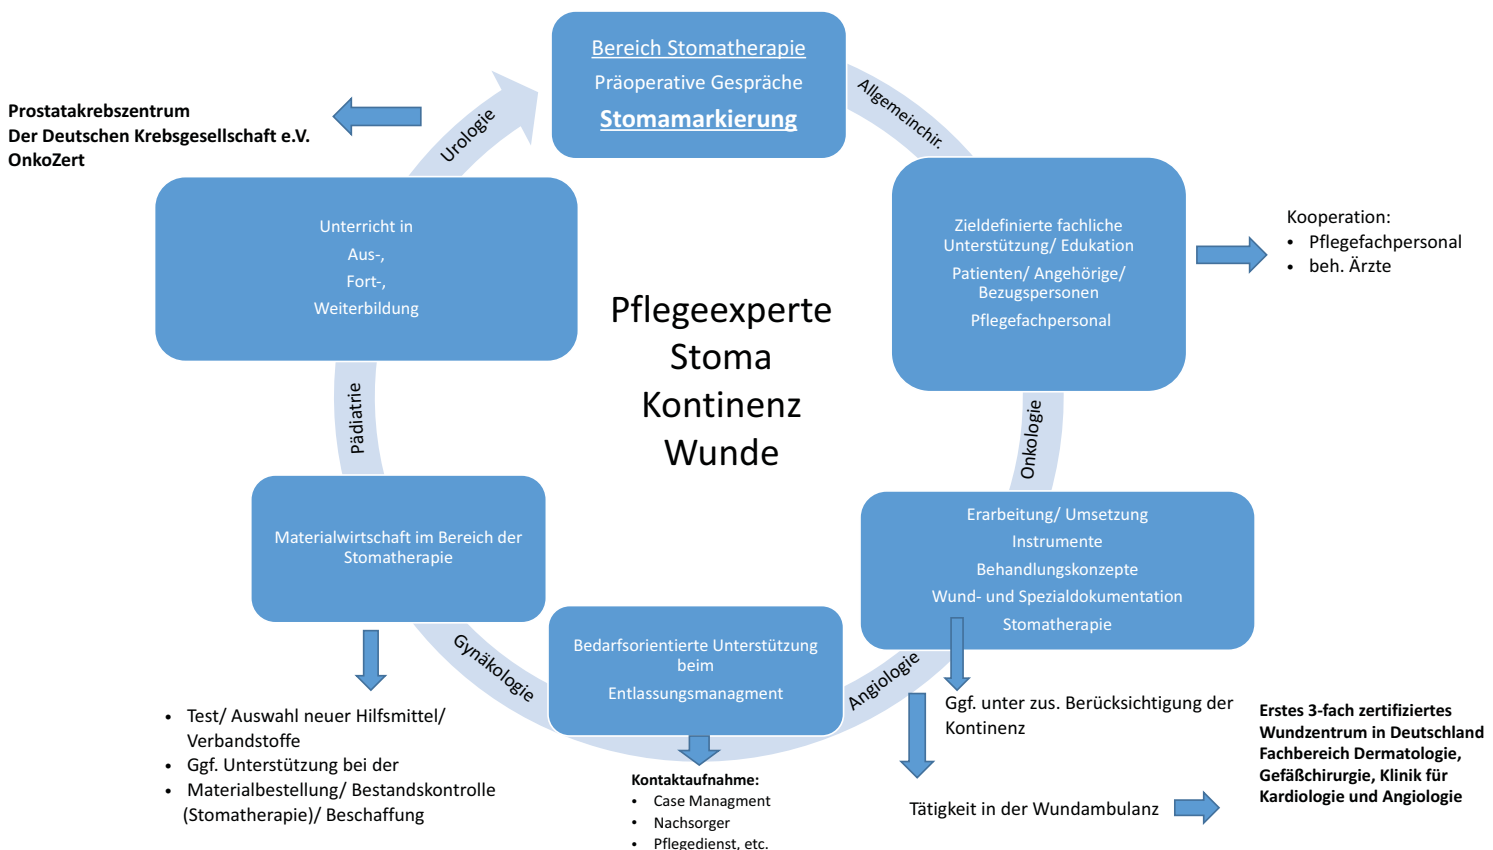 Bereich Stomatherapie
Präoperative Gespräche
Stomamarkierung
Allgemeinchir.
Urologie
Prostatakrebszentrum
Der Deutschen Krebsgesellschaft e.V.
OnkoZert
Unterricht in
Aus-,
Fort-,
Weiterbildung
Zieldefinierte fachliche
Unterstützung/ Edukation
Patienten/ Angehörige/
Bezugspersonen
Pflegefachpersonal
Kooperation:
• Pflegefachpersonal
• beh. Ärzte
Pflegeexperte
Stoma
Kontinenz
Wunde
Pädiatrie
Onkologie
Materialwirtschaft im Bereich der
Stomatherapie
Erarbeitung/ Umsetzung
Instrumente
Behandlungskonzepte
Wund- und Spezialdokumentation
Stomatherapie
Gynäkologie
Bedarfsorientierte Unterstützung
beim
Entlassungsmanagment
Angiologie
• Test/ Auswahl neuer Hilfsmittel/
Verbandstoffe
• Ggf. Unterstützung bei der
• Materialbestellung/ Bestandskontrolle
(Stomatherapie)/ Beschaffung
Kontaktaufnahme:
• Case Managment
• Nachsorger
• Pflegedienst, etc.
Ggf. unter zus. Berücksichtigung der
Kontinenz
Tätigkeit in der Wundambulanz
Erstes 3-fach zertifiziertes
Wundzentrum in Deutschland
Fachbereich Dermatologie,
Gefäßchirurgie, Klinik für
Kardiologie und Angiologie